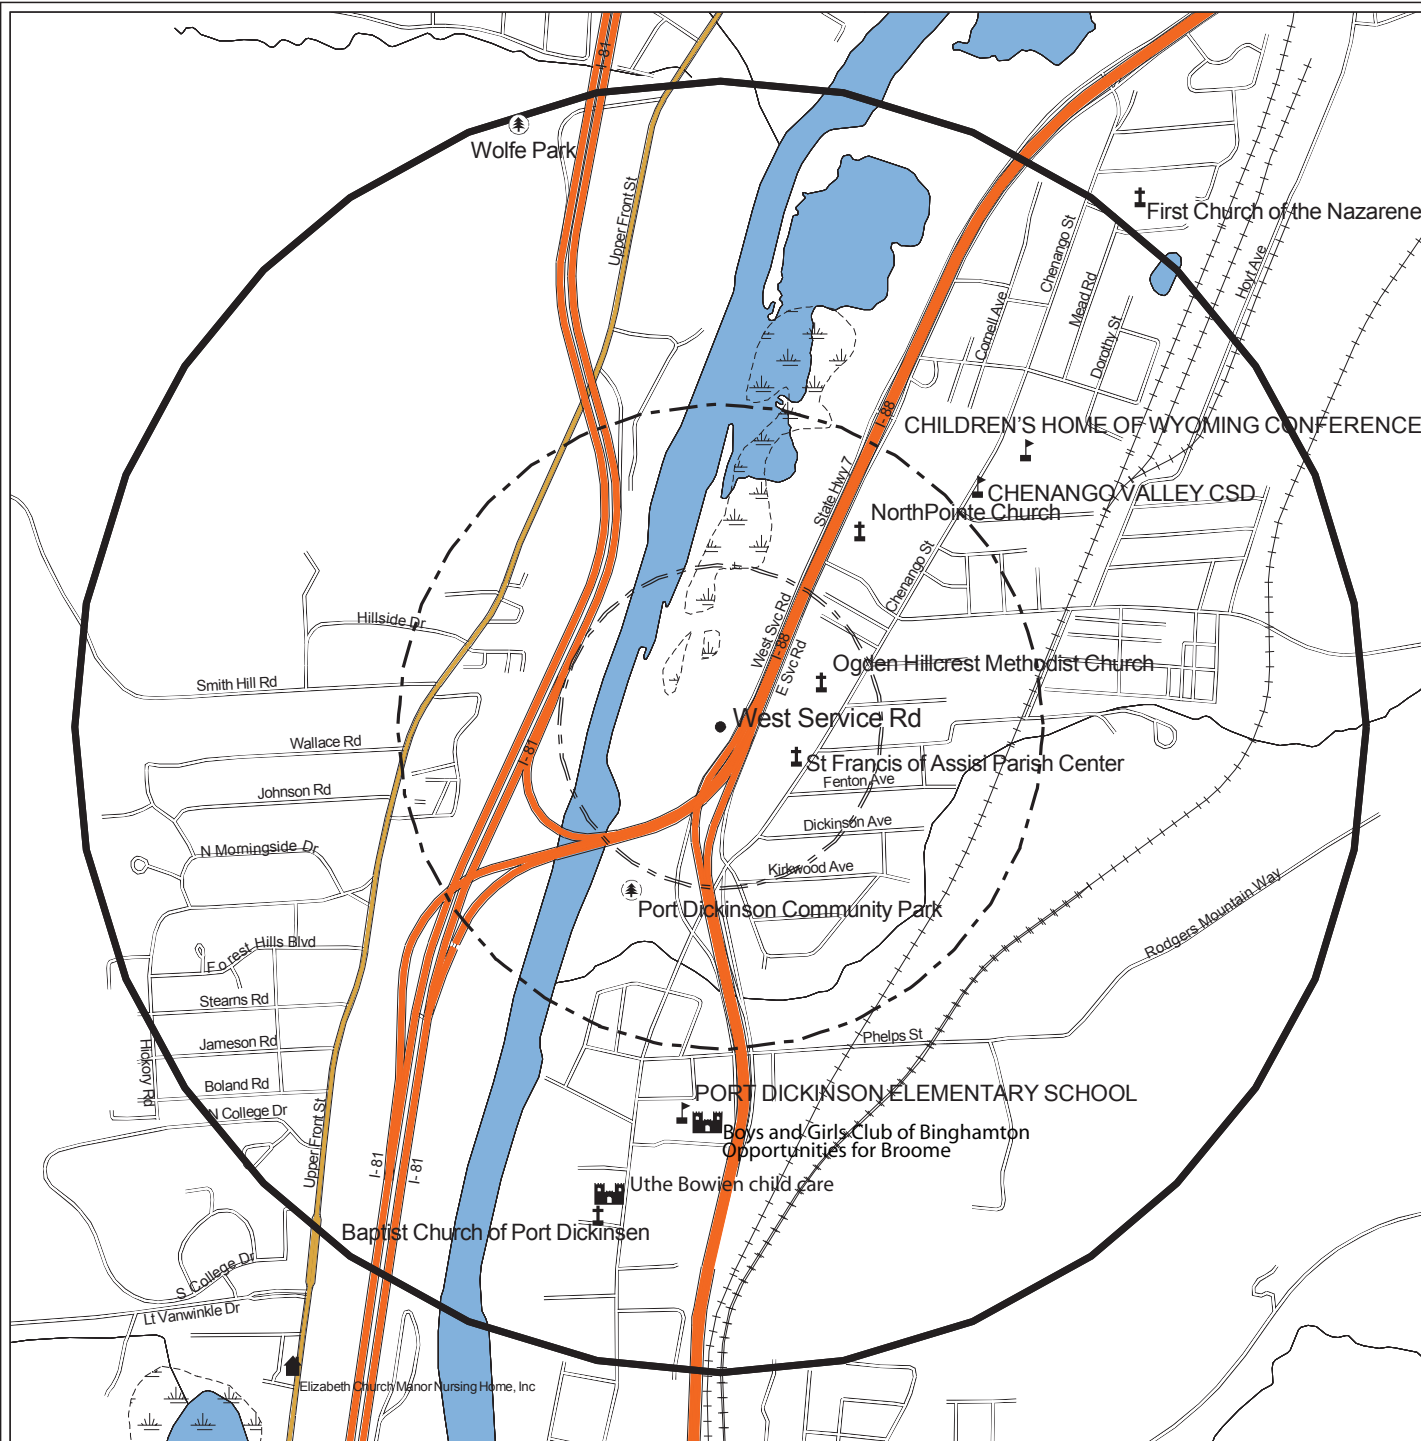 I-81
Wolfe Park
Upper Front St
First Church of the Nazarene
Chenango St
Hoyt Ave
Mead Rd
Cornell Ave
Dorothy St
I-88
CHILDREN'S HOME OF WYOMING CONFERENCE
State Hwy 7
CHENANGO VALLEY CSD
NorthPointe Church
Chenango St
Hillside Dr
West Svc Rd
I-88
E Svc Rd
Ogden Hillcrest Methodist Church
Smith Hill Rd
West Service Rd
Wallace Rd
I-81
St Francis of Assisi Parish Center
Fenton Ave
Johnson Rd
Dickinson Ave
N Morningside Dr
Kirkwood Ave
Port Dickinson Community Park
Rodgers Mountain Way
Forest Hills Blvd
Stearns Rd
Phelps St
Jameson Rd
Hickory Rd
Boland Rd
PORT DICKINSON ELEMENTARY SCHOOL
N College Dr
Boys and Girls Club of Binghamton
Opportunities for Broome
Upper Front St
I-81
I-81
Uthe Bowien child care
Baptist Church of Port Dickinsen
S College Dr
Lt Vanwinkle Dr
Elizabeth Church Manor Nursing Home, Inc